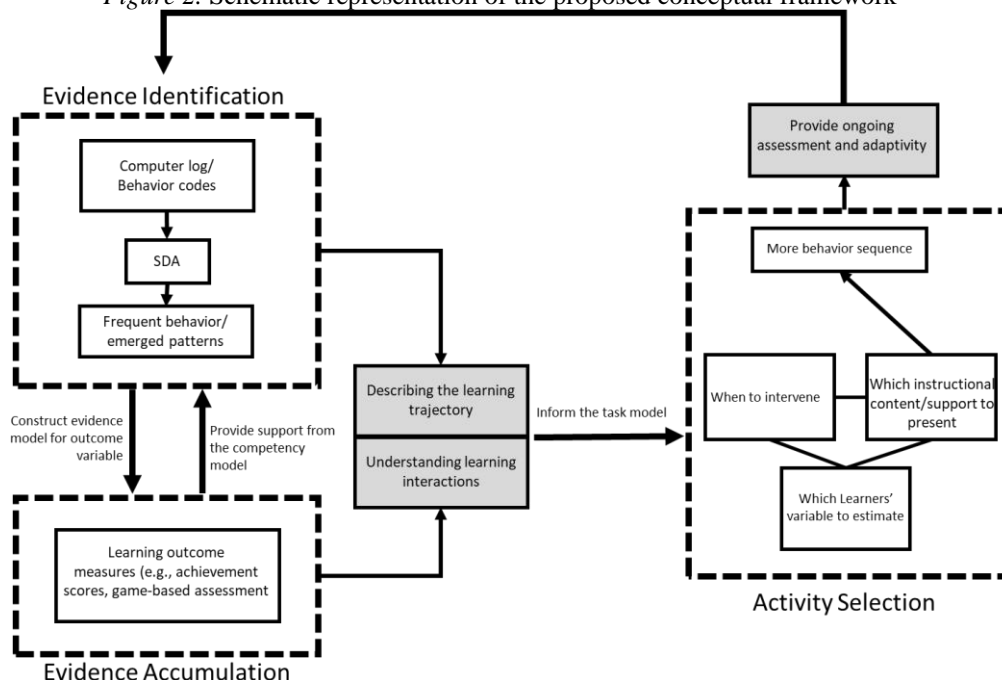 Figure 2. Schematic representation of the proposed conceptual framework
Evidence Identification
Computer log/
Behavior codes
SDA
Frequent behavior/
emerged patterns
Construct evidence
model for outcome
variable
Provide support from
the competency
model
Learning outcome
measures (e.g., achievement
scores, game-based assessment
Evidence Accumulation
Describing the learning
trajectory
Understanding learning
interactions
Inform the task model
Provide ongoing
assessment and adaptivity
More behavior sequence
When to intervene
Which instructional
content/support to
present
Which Learners'
variable to estimate
Activity Selection